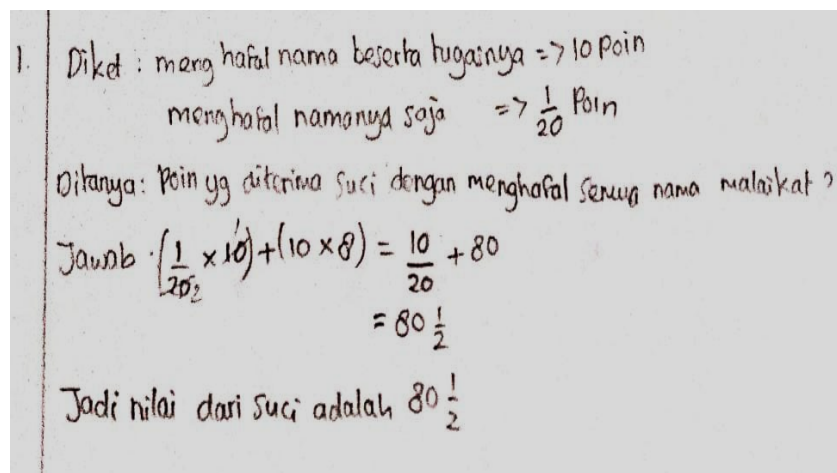 1. Diket : menghafal nama beserta tugasnya => 10 Poin
menghafal namanya saja => 1/20 Poin
Ditanya : Poin yg diterima suci dengan menghafal semua nama malaikat ?
Jawab : (1/20 2 × 10 1) + (10 × 8) = 10/20 + 80
= 80 1/2
Jadi nilai dari suci adalah 80 1/2